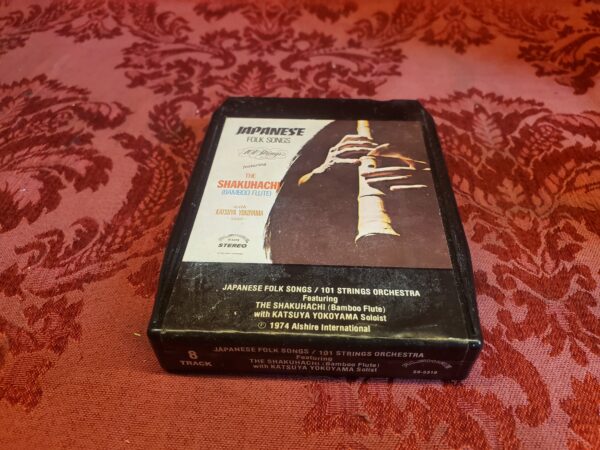 JAPANESE
FOLK SONGS
101 Strings
featuring
THE
SHAKUHACHI
(BAMBOO FLUTE)
with
KATSUYA YOKOYAMA
STEREO
JAPANESE FOLK SONGS / 101 STRINGS ORCHESTRA
Featuring
THE SHAKUHACHI (Bamboo Flute)
with KATSUYA YOKOYAMA Soloist
℗ 1974 Alshire International
8
TRACK
JAPANESE FOLK SONGS / 101 STRINGS ORCHESTRA
Featuring
THE SHAKUHACHI (Bamboo Flute)
with KATSUYA YOKOYAMA Solist